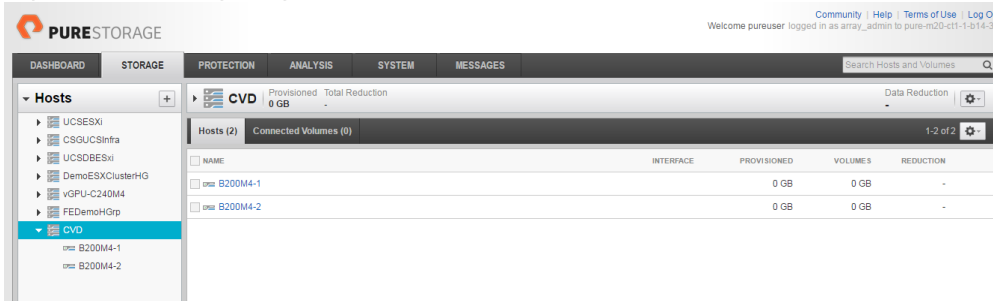 PURESTORAGE
Community | Help | Terms of Use | Log O
Welcome pureuser logged in as array_admin to pure-m20-ct1-1-b14-3
DASHBOARD STORAGE PROTECTION ANALYSIS SYSTEM MESSAGES
Search Hosts and Volumes
Hosts
+
UCSESXi
CSGUCSInfra
UCSDBESxi
DemoESXClusterHG
vGPU-C240M4
FEDemoHGrp
CVD
B200M4-1
B200M4-2
CVD Provisioned Total Reduction
0 GB -
Data Reduction
-
Hosts (2) Connected Volumes (0) 1-2 of 2
NAME INTERFACE PROVISIONED VOLUMES REDUCTION
B200M4-1 0 GB 0 GB -
B200M4-2 0 GB 0 GB -